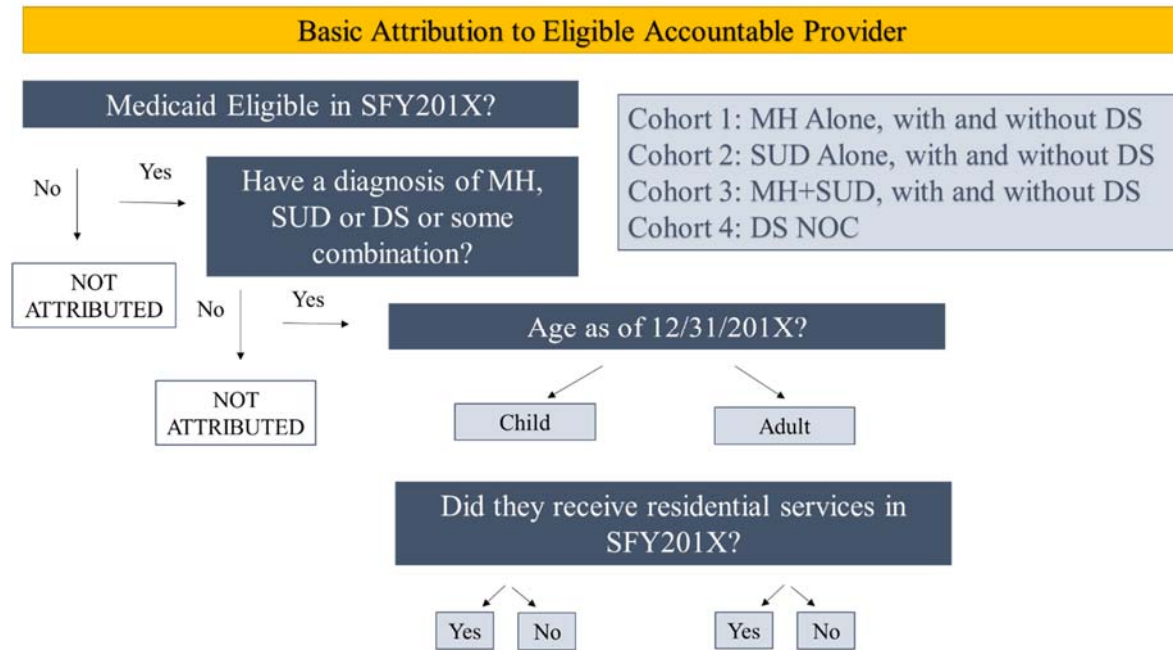 Basic Attribution to Eligible Accountable Provider
Medicaid Eligible in SFY201X?
Cohort 1: MH Alone, with and without DS
Cohort 2: SUD Alone, with and without DS
Cohort 3: MH+SUD, with and without DS
Cohort 4: DS NOC
No
Yes
Have a diagnosis of MH,
SUD or DS or some
combination?
NOT
ATTRIBUTED
No
Yes
Age as of 12/31/201X?
NOT
ATTRIBUTED
Child
Adult
Did they receive residential services in
SFY201X?
Yes
No
Yes
No